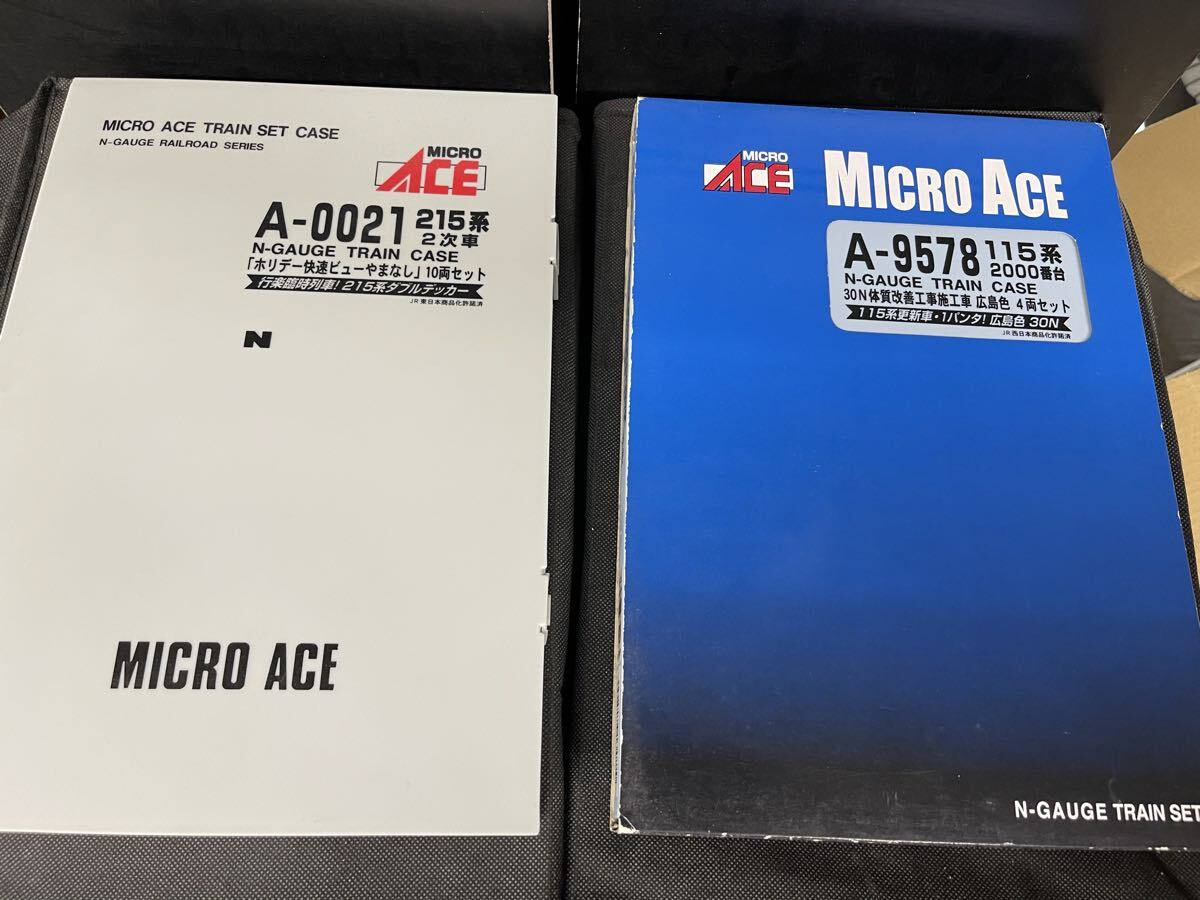 MICRO ACE TRAIN SET CASE
N-GAUGE RAILROAD SERIES
MICRO
ACE
A-0021 215系
2次車
N-GAUGE TRAIN CASE
「ホリデー快速ビューやまなし」10両セット
行楽臨時列車!215系ダブルデッカー
JR東日本商品化許諾済
N
MICRO ACE
MICRO
ACE
MICRO ACE
A-9578 115系
2000番台
N-GAUGE TRAIN CASE
30N体質改善工事施工車 広島色 4両セット
115系更新車・1パンタ!広島色 30N
JR西日本商品化許諾済
N-GAUGE TRAIN SET